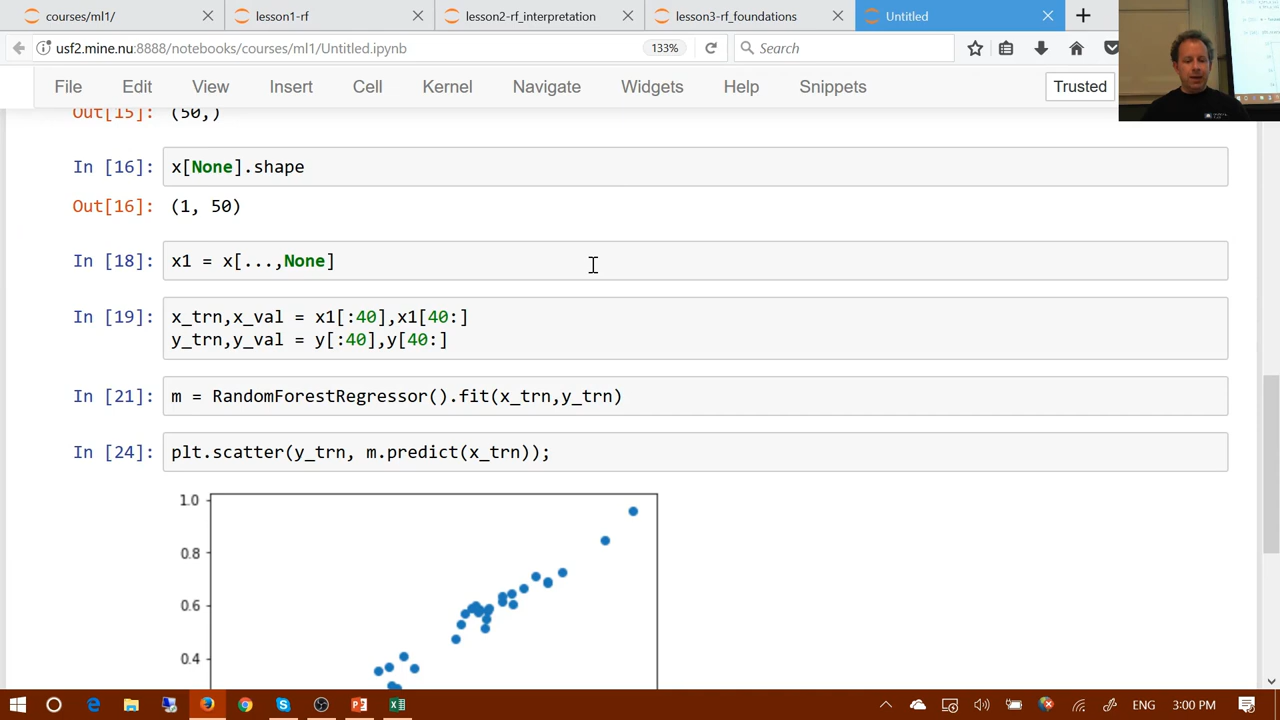 courses/ml1/
lesson1-rf
lesson2-rf_interpretation
lesson3-rf_foundations
Untitled
usf2.mine.nu:8888/notebooks/courses/ml1/Untitled.ipynb
133%
Search
File Edit View Insert Cell Kernel Navigate Widgets Help Snippets
Trusted
Out[15]: (50,)
In [16]: x[None].shape
Out[16]: (1, 50)
In [18]: x1 = x[...,None]
In [19]: x_trn,x_val = x1[:40],x1[40:]
y_trn,y_val = y[:40],y[40:]
In [21]: m = RandomForestRegressor().fit(x_trn,y_trn)
In [24]: plt.scatter(y_trn, m.predict(x_trn));
1.0
0.8
0.6
0.4
ENG
3:00 PM